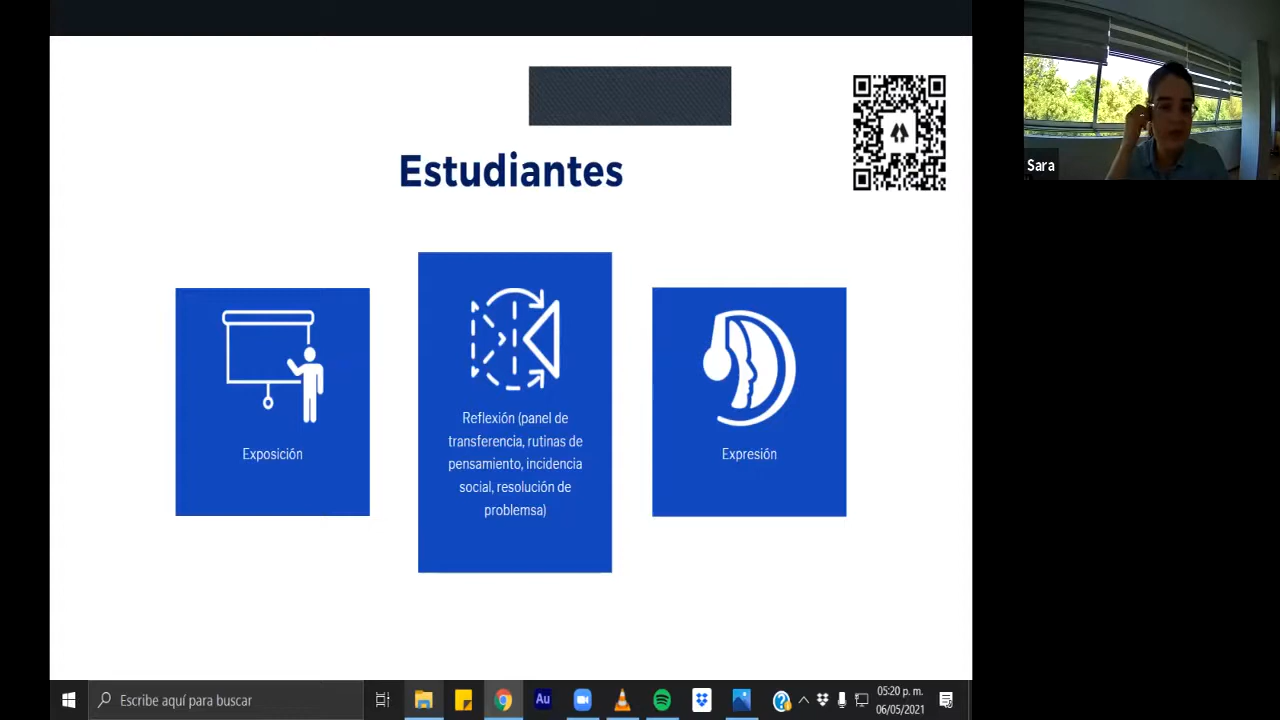 Estudiantes
Sara
Exposición
Reflexión (panel de
transferencia, rutinas de
pensamiento, incidencia
social, resolución de
problemsa)
Expresión
Escribe aquí para buscar
Au
05:20 p. m.
06/05/2021